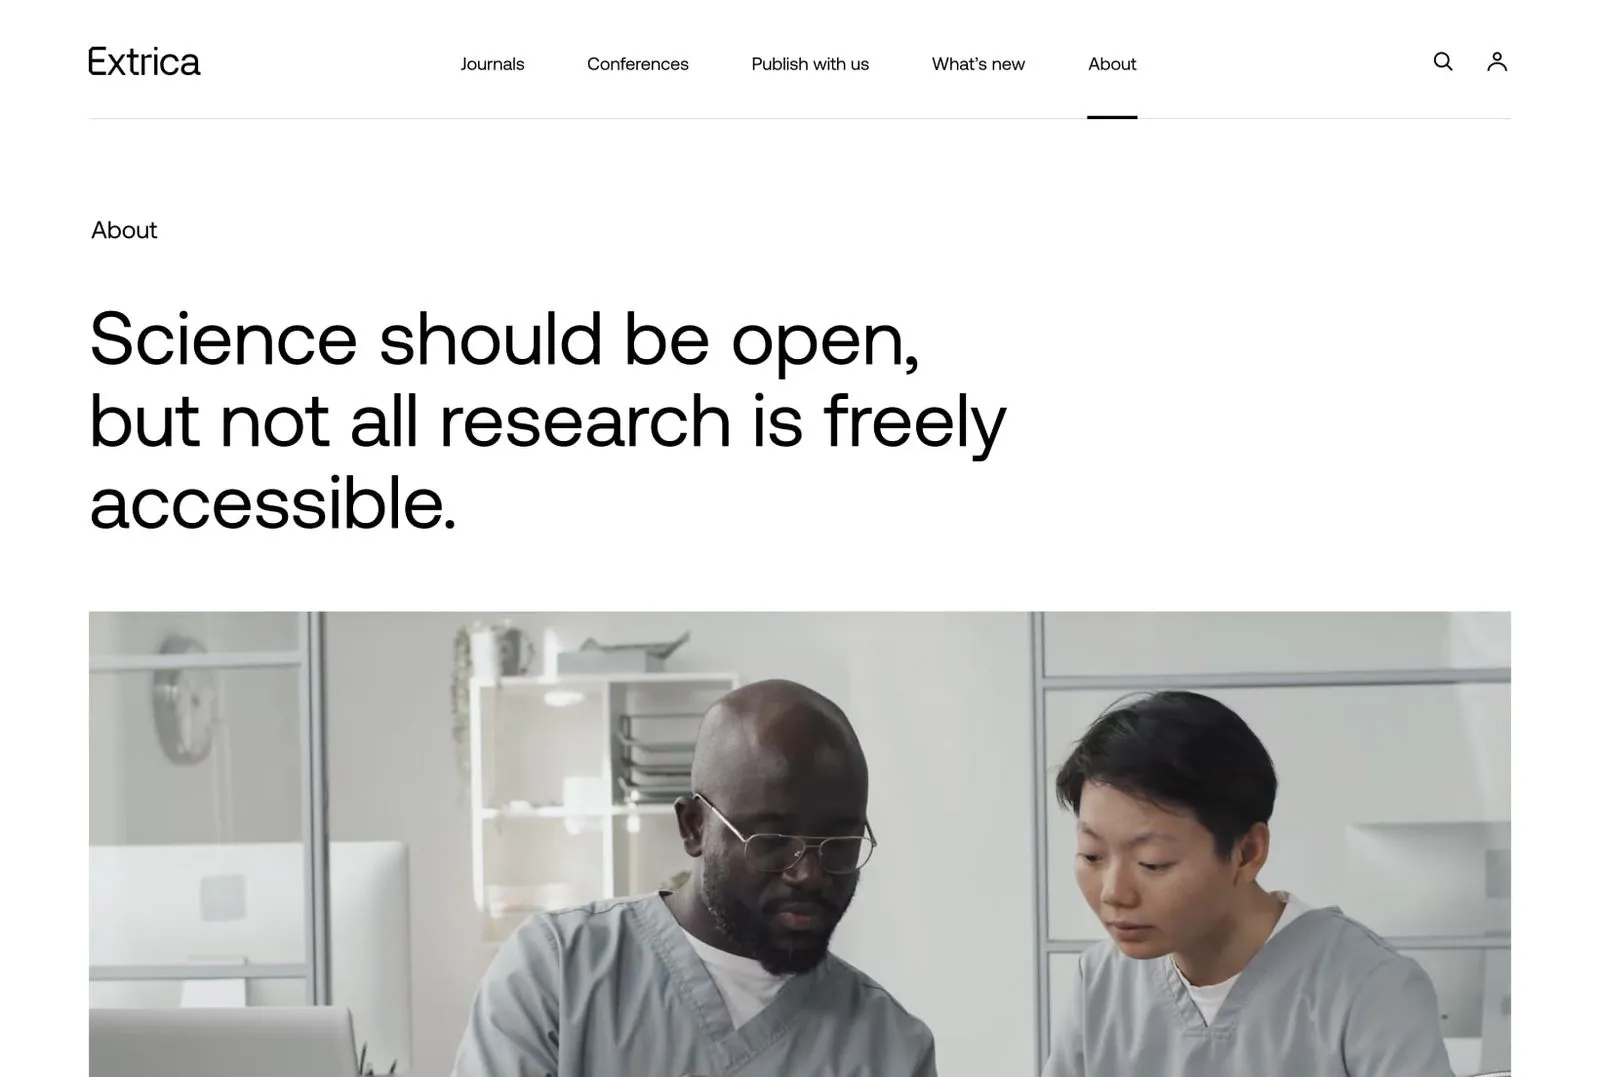 Extrica
Journals
Conferences
Publish with us
What's new
About
About
Science should be open,
but not all research is freely
accessible.